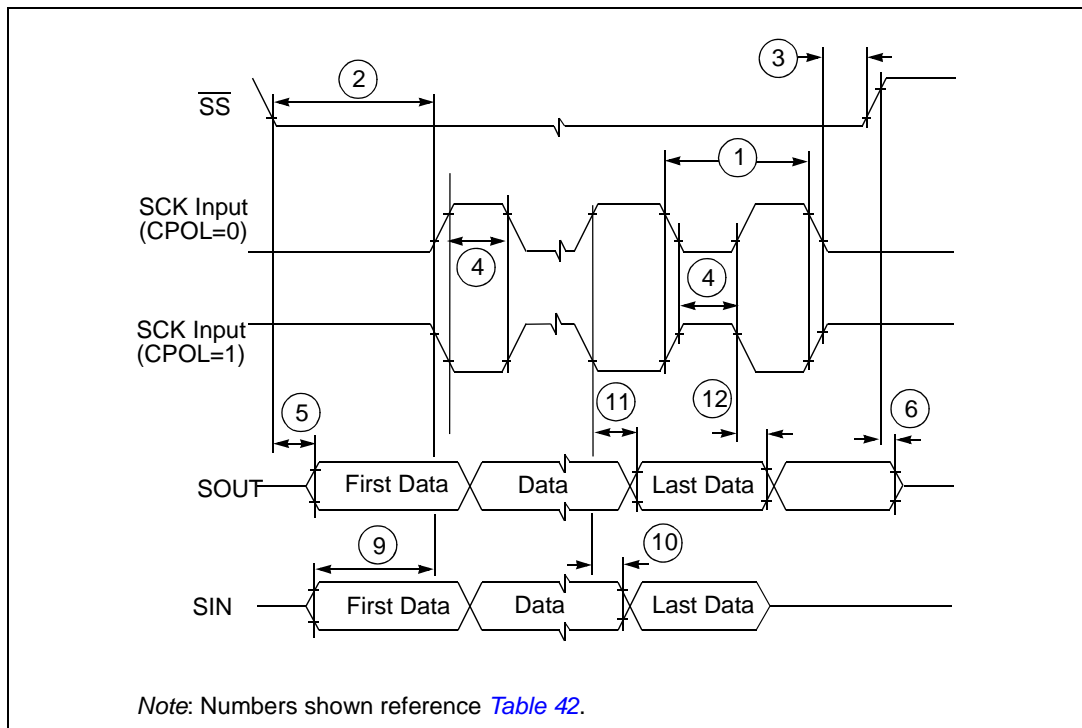 3
2
SS
1
SCK Input
(CPOL=0)
4
4
SCK Input
(CPOL=1)
5
11
12
6
SOUT
First Data
Data
Last Data
9
10
SIN
First Data
Data
Last Data
Note: Numbers shown reference Table 42.